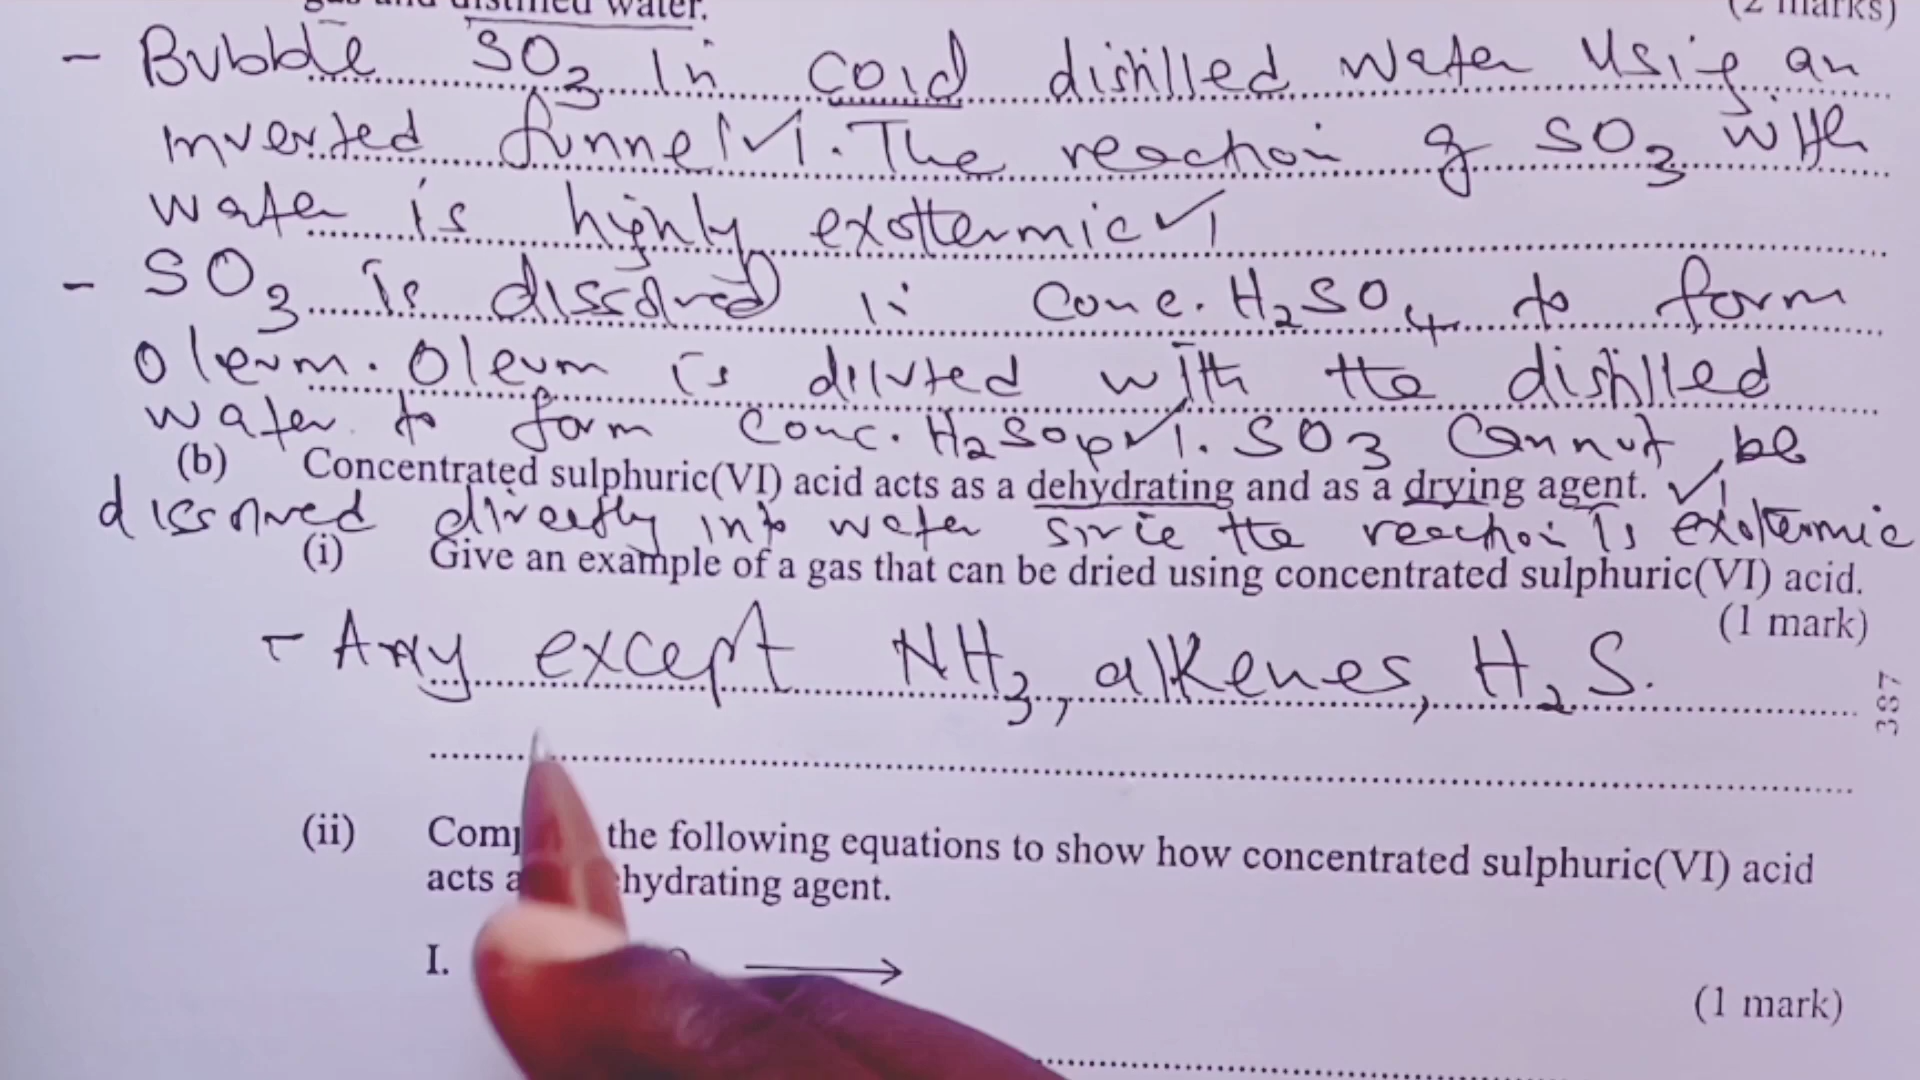 distilled water.
(2 marks)
- Bubble SO3 in cold distilled water using an
inverted funnel ✓1. The reaction of SO3 with
water is highly exothermic ✓1
- SO3 is dissolved in conc. H2SO4 to form
Oleum. Oleum is diluted with the distilled
water to form conc. H2SO4 ✓1. SO3 cannot be
(b) Concentrated sulphuric(VI) acid acts as a dehydrating and as a drying agent. ✓1
dissolved directly into water since the reaction is exothermic
(i) Give an example of a gas that can be dried using concentrated sulphuric(VI) acid.
(1 mark)
- Any except NH3, alkenes, H2S.
387
(ii) the following equations to show how concentrated sulphuric(VI) acid
acts hydrating agent.
I. →
(1 mark)